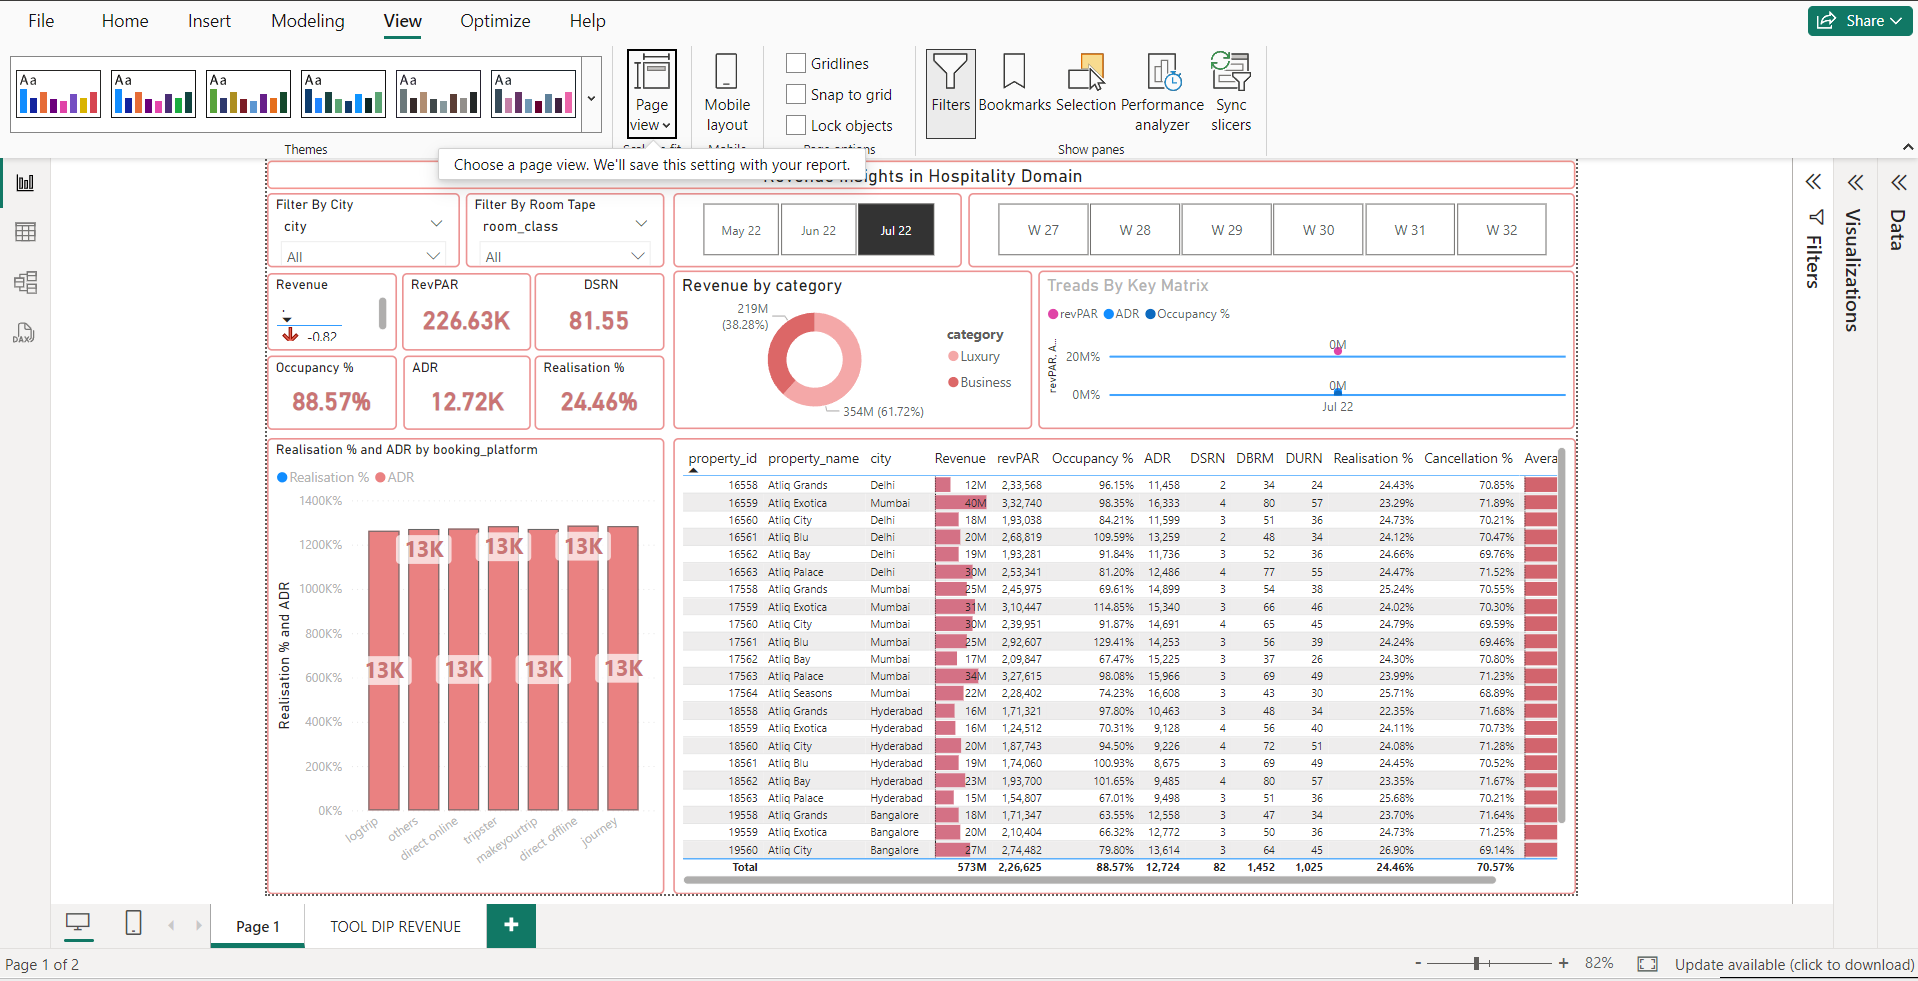 File Home Insert Modeling View Optimize Help Share
Aa Aa Aa Aa Aa Aa
Page view
Mobile layout
Gridlines
Snap to grid
Lock objects
Filters Bookmarks Selection Performance analyzer Sync slicers
Themes
Show panes
Choose a page view. We'll save this setting with your report.
Insights in Hospitality Domain
Filter By City
city
All
Filter By Room Tape
room_class
All
May 22 Jun 22 Jul 22
W 27 W 28 W 29 W 30 W 31 W 32
Revenue
-0.82
RevPAR
226.63K
DSRN
81.55
Occupancy %
88.57%
ADR
12.72K
Realisation %
24.46%
Revenue by category
219M
(38.28%)
354M (61.72%)
category
Luxury
Business
Treads By Key Matrix
revPAR ADR Occupancy %
revPAR, A...
20M%
0M%
0M
0M
Jul 22
Realisation % and ADR by booking_platform
Realisation % ADR
Realisation % and ADR
1400K%
1200K%
1000K%
800K%
600K%
400K%
200K%
0K%
13K 13K 13K
13K 13K 13K 13K
logtrip others direct online tripster makeyourtrip direct offline journey
property_id property_name city Revenue revPAR Occupancy % ADR DSRN DBRM DURN Realisation % Cancellation % Avera
16558 Atliq Grands Delhi 12M 2,33,568 96.15% 11,458 2 34 24 24.43% 70.85%
16559 Atliq Exotica Mumbai 40M 3,32,740 98.35% 16,333 4 80 57 23.29% 71.89%
16560 Atliq City Delhi 18M 1,93,038 84.21% 11,599 3 51 36 24.73% 70.21%
16561 Atliq Blu Delhi 20M 2,68,819 109.59% 13,259 2 48 34 24.12% 70.47%
16562 Atliq Bay Delhi 19M 1,93,281 91.84% 11,736 3 52 36 24.66% 69.76%
16563 Atliq Palace Delhi 30M 2,53,341 81.20% 12,486 4 77 55 24.47% 71.52%
17558 Atliq Grands Mumbai 25M 2,45,975 69.61% 14,899 3 54 38 25.24% 70.55%
17559 Atliq Exotica Mumbai 31M 3,10,447 114.85% 15,340 3 66 46 24.02% 70.30%
17560 Atliq City Mumbai 30M 2,39,951 91.87% 14,691 4 65 45 24.79% 69.59%
17561 Atliq Blu Mumbai 25M 2,92,607 129.41% 14,253 3 56 39 24.24% 69.46%
17562 Atliq Bay Mumbai 17M 2,09,847 67.47% 15,225 3 37 26 24.30% 70.80%
17563 Atliq Palace Mumbai 34M 3,27,615 98.08% 15,966 3 69 49 23.99% 71.23%
17564 Atliq Seasons Mumbai 22M 2,28,402 74.23% 16,608 3 43 30 25.71% 68.89%
18558 Atliq Grands Hyderabad 16M 1,71,321 97.80% 10,463 3 48 34 22.35% 71.68%
18559 Atliq Exotica Hyderabad 16M 1,24,512 70.31% 9,128 4 56 40 24.11% 70.73%
18560 Atliq City Hyderabad 20M 1,87,743 94.50% 9,226 4 72 51 24.08% 71.28%
18561 Atliq Blu Hyderabad 19M 1,74,060 100.93% 8,675 3 69 49 24.45% 70.52%
18562 Atliq Bay Hyderabad 23M 1,93,700 101.65% 9,485 4 80 57 23.35% 71.67%
18563 Atliq Palace Hyderabad 15M 1,54,807 67.01% 9,498 3 51 36 25.68% 70.21%
19558 Atliq Grands Bangalore 18M 1,71,347 63.55% 12,558 3 47 34 23.70% 71.64%
19559 Atliq Exotica Bangalore 20M 2,10,404 66.32% 12,772 3 50 36 24.73% 71.25%
19560 Atliq City Bangalore 27M 2,74,482 79.80% 13,614 3 64 45 26.90% 69.14%
Total 573M 2,26,625 88.57% 12,724 82 1,452 1,025 24.46% 70.57%
Filters
Visualizations
Data
DAX
Page 1 TOOL DIP REVENUE +
Page 1 of 2
- + 82% Update available (click to download)